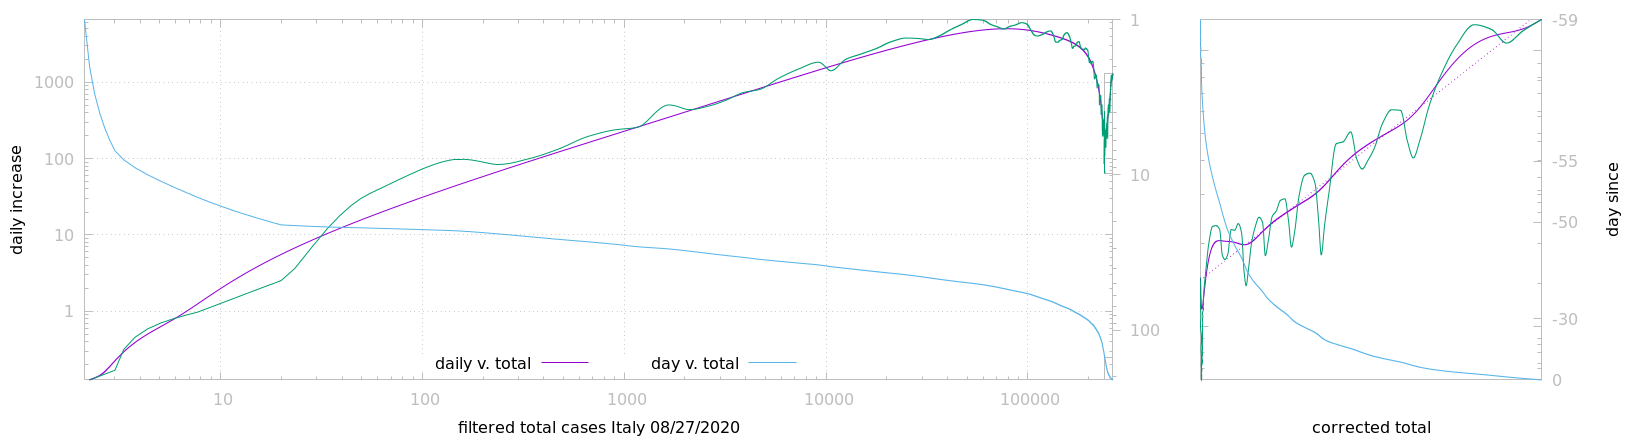 daily increase
1000
100
10
1
10
100
1000
10000
100000
1
10
100
daily v. total
day v. total
filtered total cases Italy 08/27/2020
-59
-55
-50
-30
0
day since
corrected total